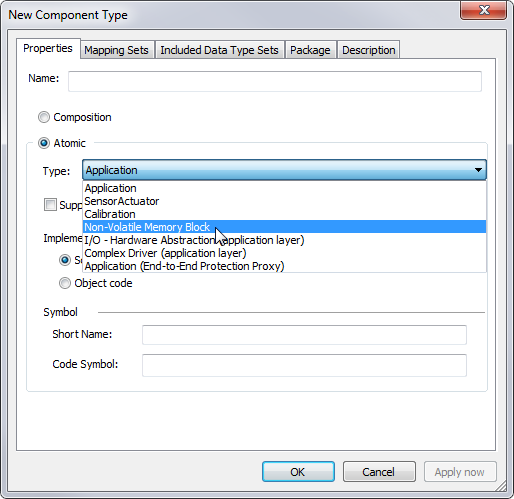 New Component Type
Properties Mapping Sets Included Data Type Sets Package Description
Name:
Composition
Atomic
Type: Application
Application
SensorActuator
Calibration
Non-Volatile Memory Block
I/O - Hardware Abstraction (application layer)
Complex Driver (application layer)
Application (End-to-End Protection Proxy)
Object code
Symbol
Short Name:
Code Symbol:
OK Cancel Apply now